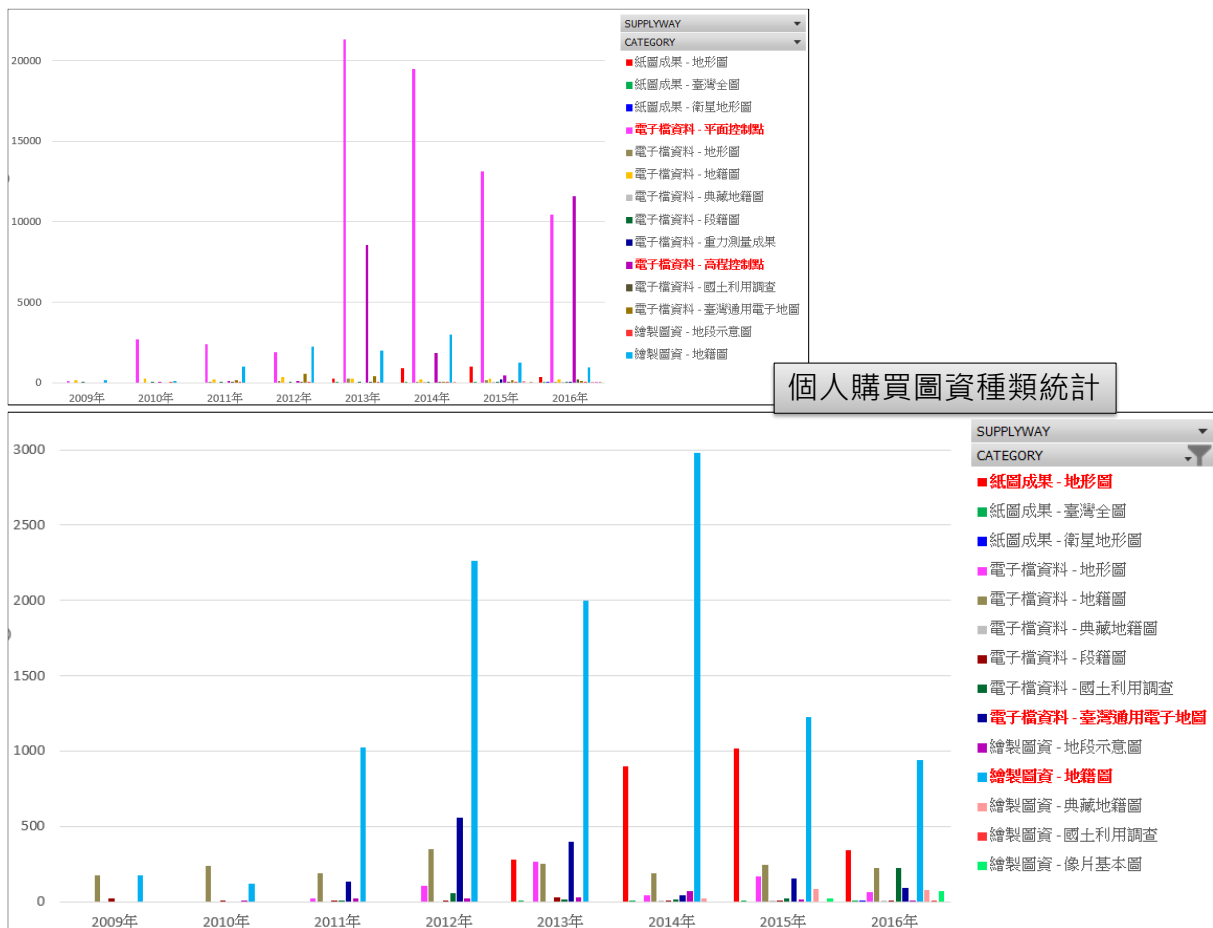 SUPPLYWAY
CATEGORY
紙圖成果 - 地形圖
紙圖成果 - 臺灣全圖
紙圖成果 - 衛星地形圖
電子檔資料 - 平面控制點
電子檔資料 - 地形圖
電子檔資料 - 地籍圖
電子檔資料 - 典藏地籍圖
電子檔資料 - 段籍圖
電子檔資料 - 重力測量成果
電子檔資料 - 高程控制點
電子檔資料 - 國土利用調查
電子檔資料 - 臺灣通用電子地圖
繪製圖資 - 地段示意圖
繪製圖資 - 地籍圖
20000
15000
10000
5000
0
2009年 2010年 2011年 2012年 2013年 2014年 2015年 2016年
個人購買圖資種類統計
SUPPLYWAY
CATEGORY
紙圖成果 - 地形圖
紙圖成果 - 臺灣全圖
紙圖成果 - 衛星地形圖
電子檔資料 - 地形圖
電子檔資料 - 地籍圖
電子檔資料 - 典藏地籍圖
電子檔資料 - 段籍圖
電子檔資料 - 國土利用調查
電子檔資料 - 臺灣通用電子地圖
繪製圖資 - 地段示意圖
繪製圖資 - 地籍圖
繪製圖資 - 典藏地籍圖
繪製圖資 - 國土利用調查
繪製圖資 - 像片基本圖
3000
2500
2000
1500
1000
500
0
2009年 2010年 2011年 2012年 2013年 2014年 2015年 2016年